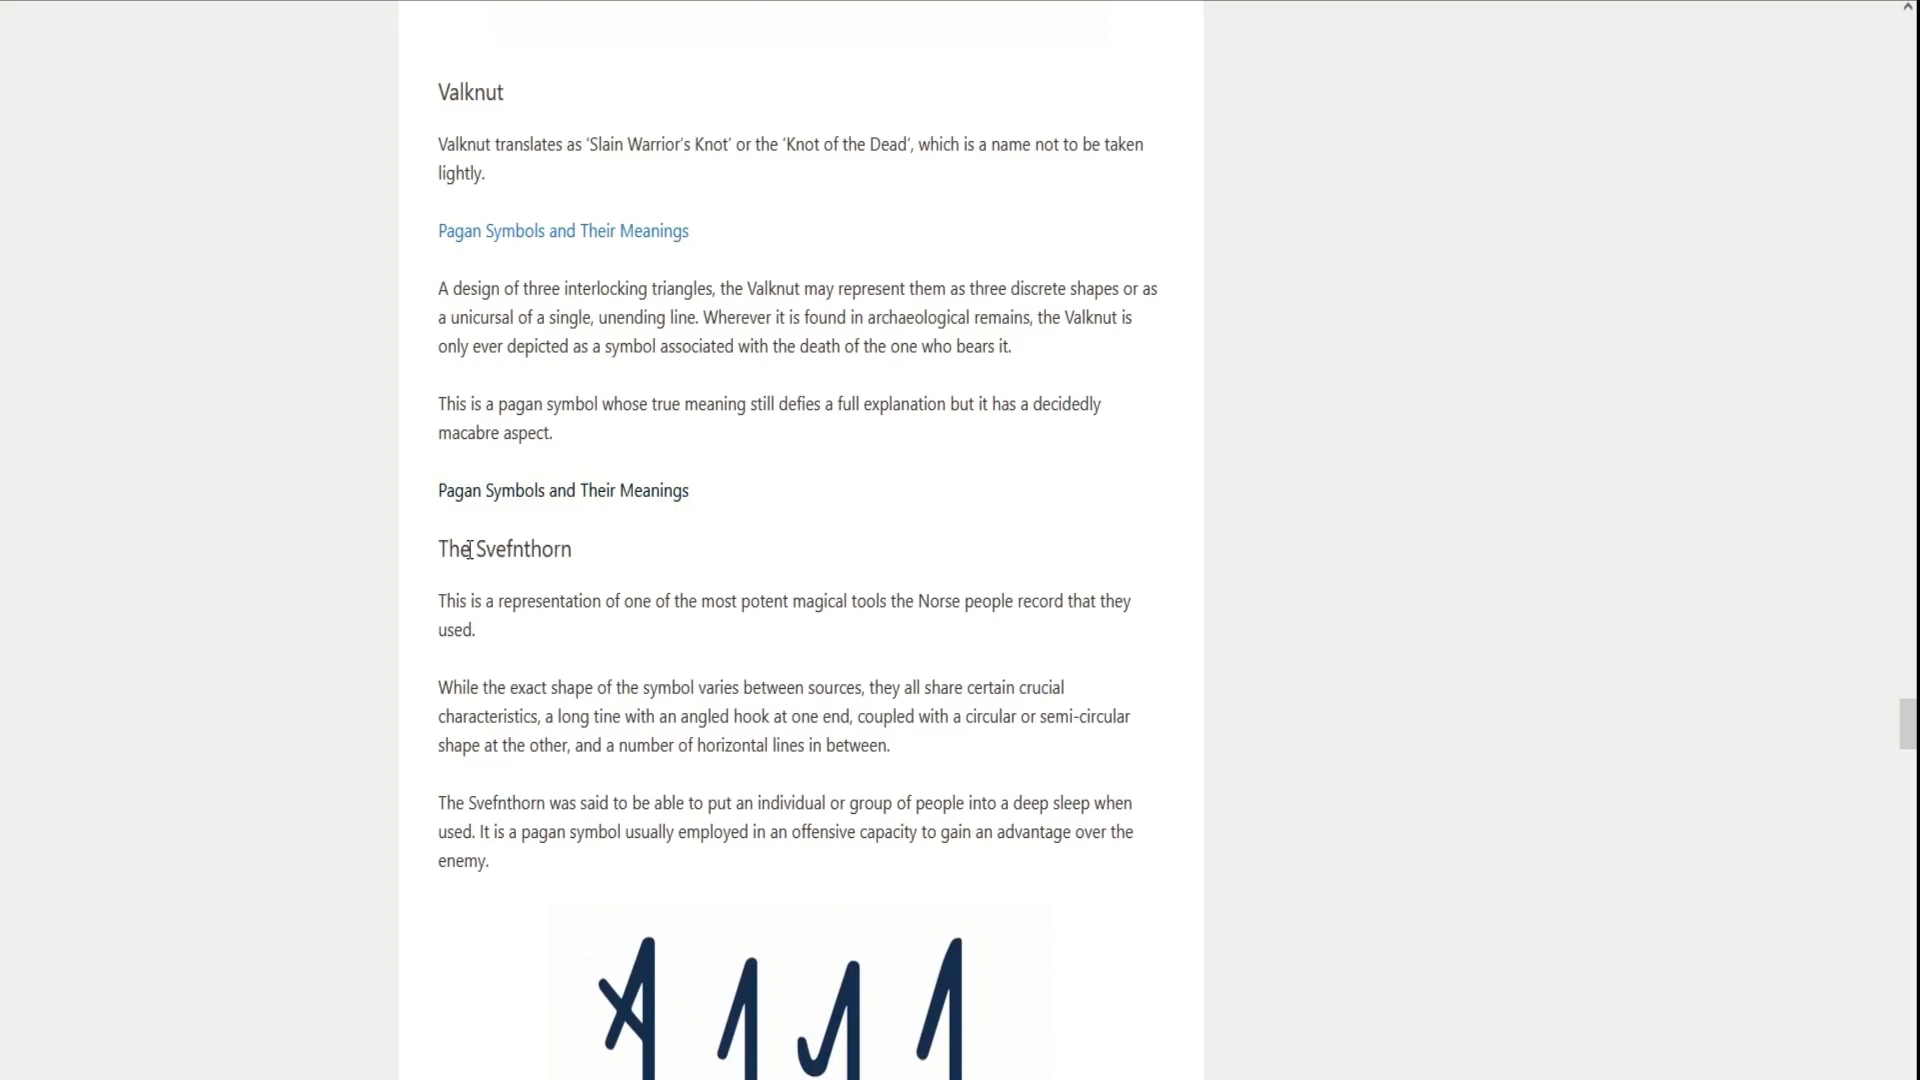 Valknut
Valknut translates as ‘Slain Warrior’s Knot’ or the ‘Knot of the Dead’, which is a name not to be taken
lightly.
Pagan Symbols and Their Meanings
A design of three interlocking triangles, the Valknut may represent them as three discrete shapes or as
a unicursal of a single, unending line. Wherever it is found in archaeological remains, the Valknut is
only ever depicted as a symbol associated with the death of the one who bears it.
This is a pagan symbol whose true meaning still defies a full explanation but it has a decidedly
macabre aspect.
Pagan Symbols and Their Meanings
The Svefnthorn
This is a representation of one of the most potent magical tools the Norse people record that they
used.
While the exact shape of the symbol varies between sources, they all share certain crucial
characteristics, a long tine with an angled hook at one end, coupled with a circular or semi-circular
shape at the other, and a number of horizontal lines in between.
The Svefnthorn was said to be able to put an individual or group of people into a deep sleep when
used. It is a pagan symbol usually employed in an offensive capacity to gain an advantage over the
enemy.